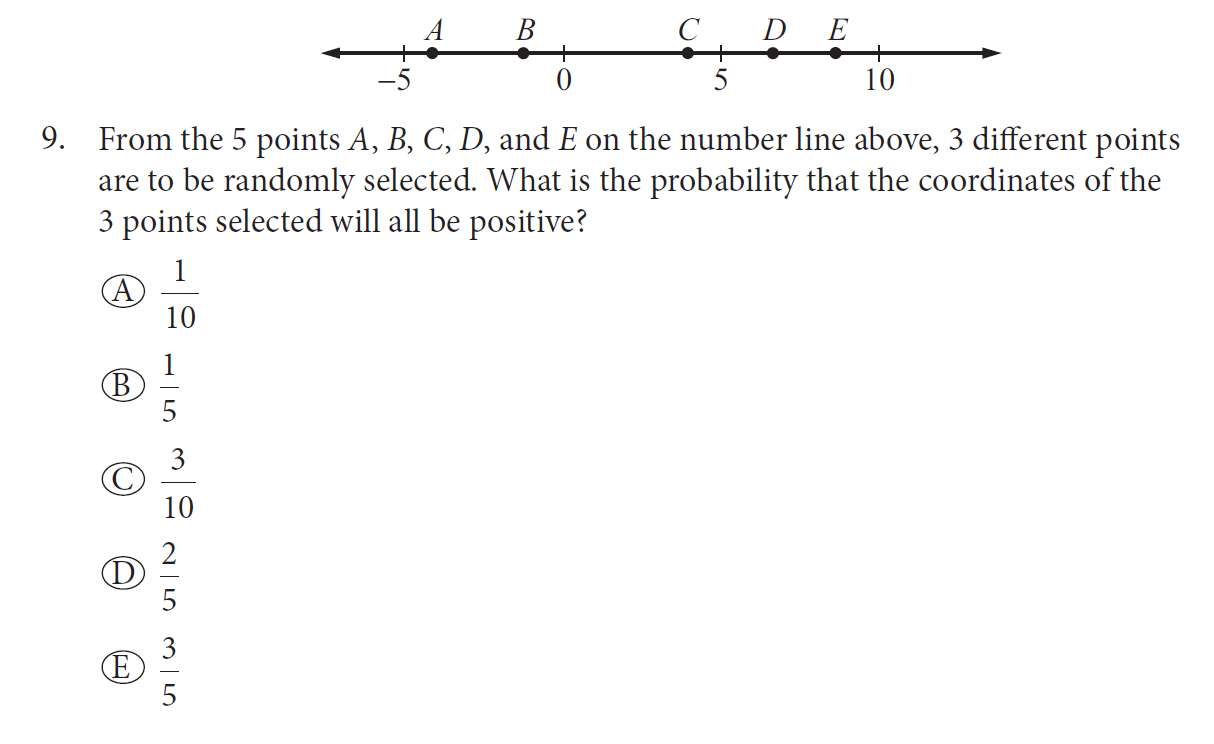 A B C D E
−5 0 5 10
9. From the 5 points A, B, C, D, and E on the number line above, 3 different points
are to be randomly selected. What is the probability that the coordinates of the
3 points selected will all be positive?
A 1/10
B 1/5
C 3/10
D 2/5
E 3/5